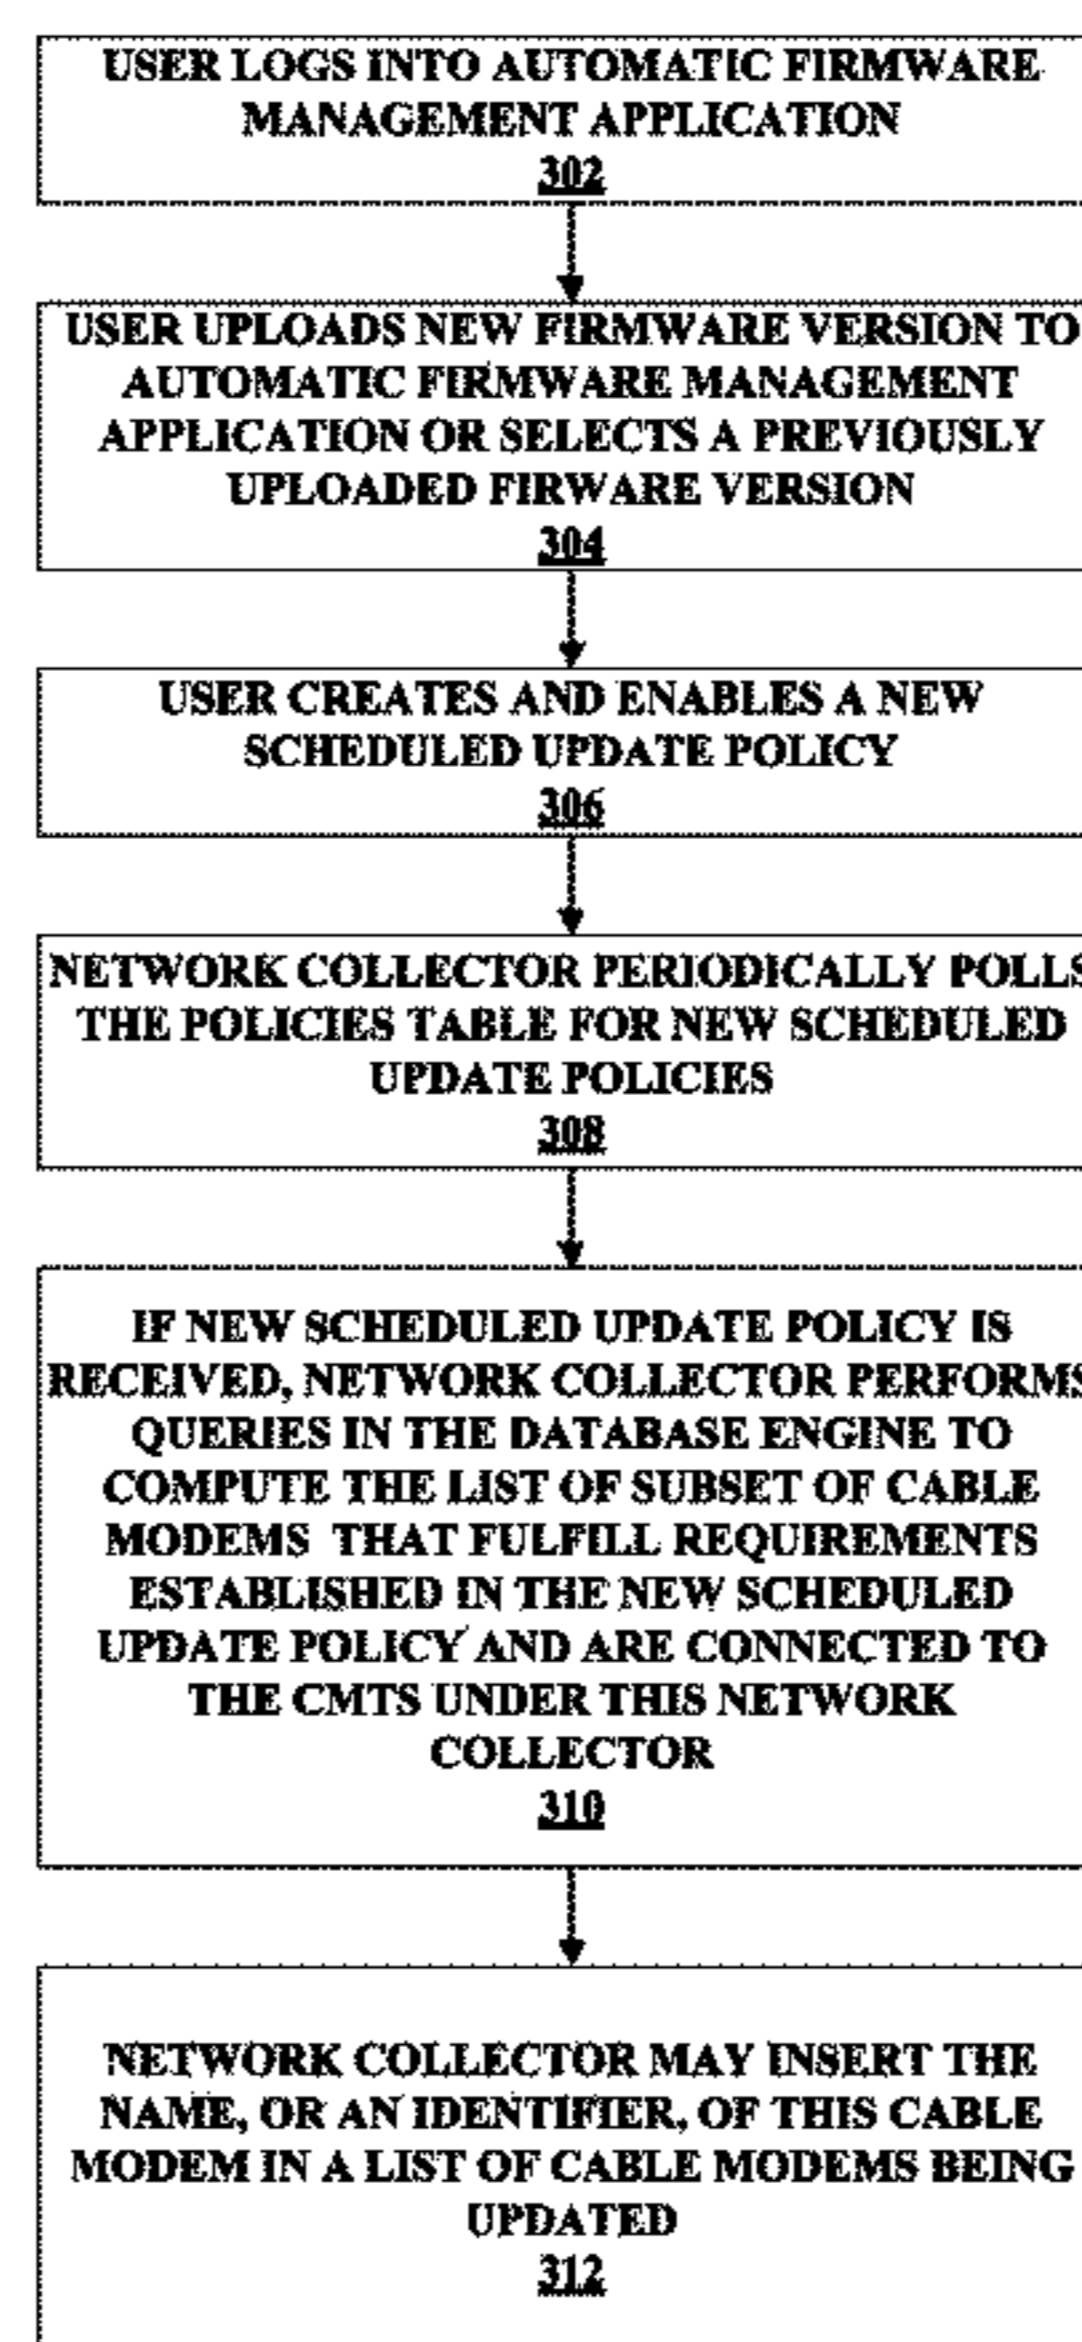 USER LOGS INTO AUTOMATIC FIRMWARE
MANAGEMENT APPLICATION
302
USER UPLOADS NEW FIRMWARE VERSION TO
AUTOMATIC FIRMWARE MANAGEMENT
APPLICATION OR SELECTS A PREVIOUSLY
UPLOADED FIRWARE VERSION
304
USER CREATES AND ENABLES A NEW
SCHEDULED UPDATE POLICY
306
NETWORK COLLECTOR PERIODICALLY POLLS
THE POLICIES TABLE FOR NEW SCHEDULED
UPDATE POLICIES
308
IF NEW SCHEDULED UPDATE POLICY IS
RECEIVED, NETWORK COLLECTOR PERFORMS
QUERIES IN THE DATABASE ENGINE TO
COMPUTE THE LIST OF SUBSET OF CABLE
MODEMS THAT FULFILL REQUIREMENTS
ESTABLISHED IN THE NEW SCHEDULED
UPDATE POLICY AND ARE CONNECTED TO
THE CMTS UNDER THIS NETWORK
COLLECTOR
310
NETWORK COLLECTOR MAY INSERT THE
NAME, OR AN IDENTIFIER, OF THIS CABLE
MODEM IN A LIST OF CABLE MODEMS BEING
UPDATED
312